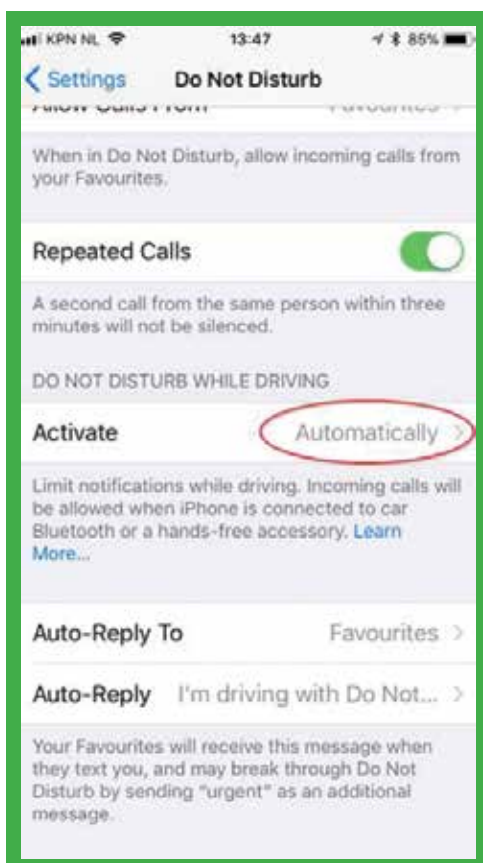 KPN NL 13:47 85%
Settings Do Not Disturb
Allow Calls From Favourites
When in Do Not Disturb, allow incoming calls from
your Favourites.
Repeated Calls
A second call from the same person within three
minutes will not be silenced.
DO NOT DISTURB WHILE DRIVING
Activate Automatically
Limit notifications while driving. Incoming calls will
be allowed when iPhone is connected to car
Bluetooth or a hands-free accessory. Learn
More...
Auto-Reply To Favourites
Auto-Reply I'm driving with Do Not...
Your Favourites will receive this message when
they text you, and may break through Do Not
Disturb by sending "urgent" as an additional
message.